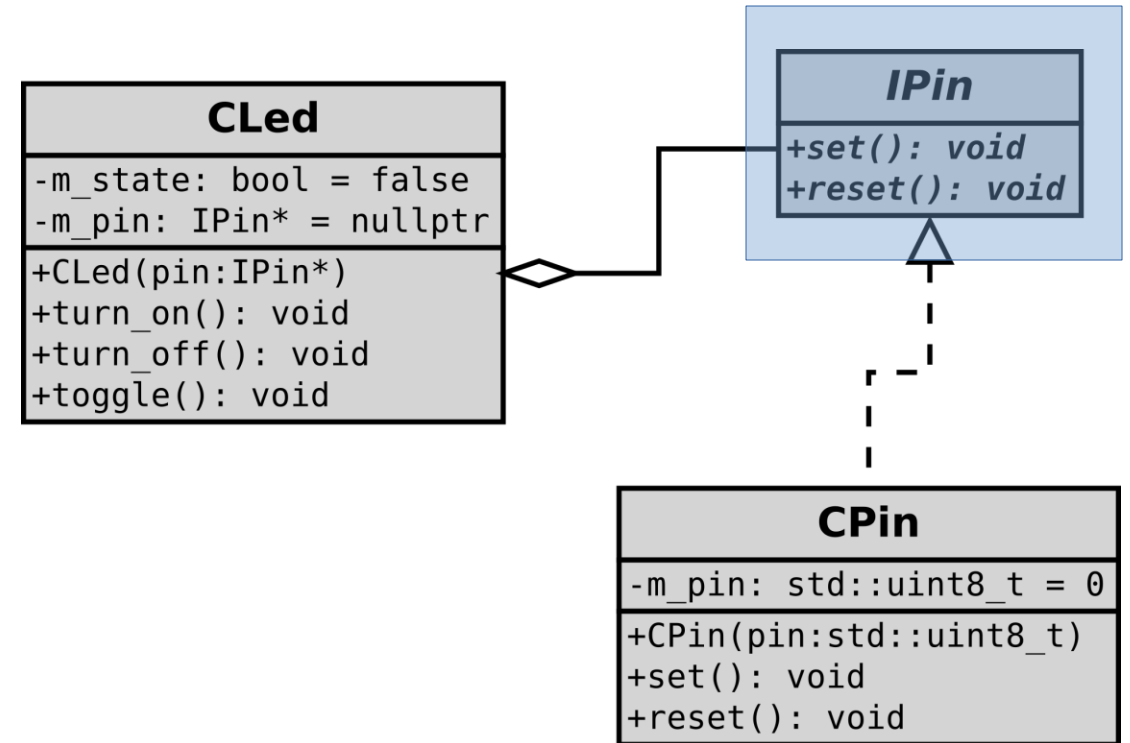 CLed
-m_state: bool = false
-m_pin: IPin* = nullptr
+CLed(pin:IPin*)
+turn_on(): void
+turn_off(): void
+toggle(): void
IPin
+set(): void
+reset(): void
CPin
-m_pin: std::uint8_t = 0
+CPin(pin:std::uint8_t)
+set(): void
+reset(): void